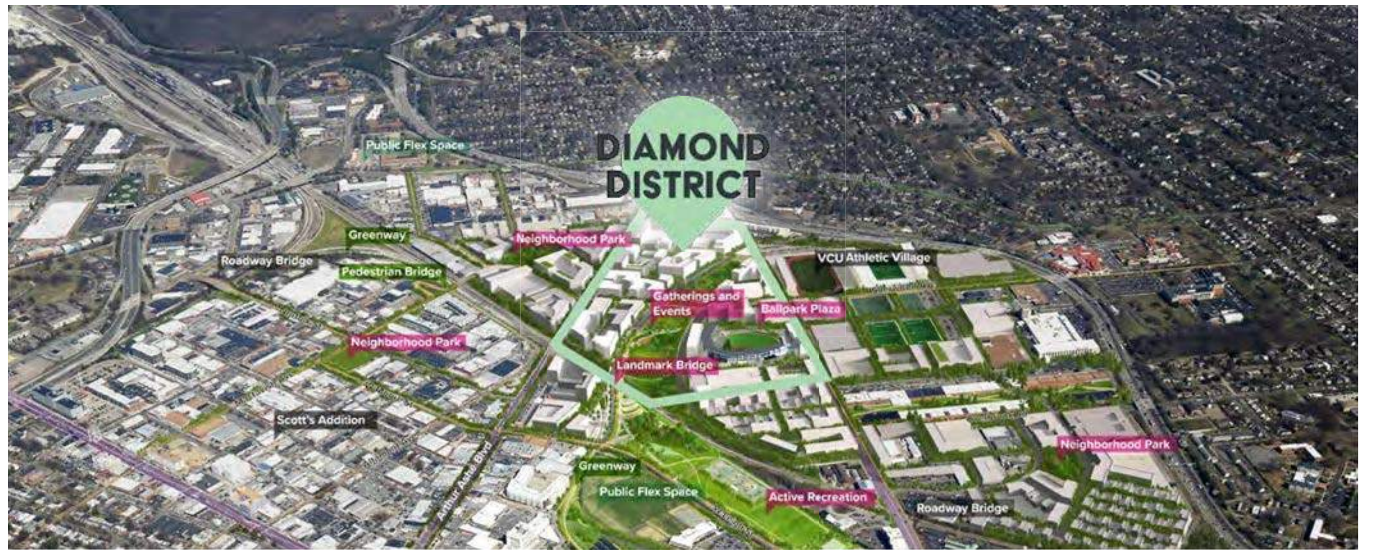 DIAMOND
DISTRICT
Public Flex Space
Greenway
Neighborhood Park
Roadway Bridge
Pedestrian Bridge
VCU Athletic Village
Gatherings and
Events
Ballpark Plaza
Neighborhood Park
Landmark Bridge
Scott's Addition
Arthur Ashe Blvd
Neighborhood Park
Greenway
Public Flex Space
Active Recreation
Roadway Bridge